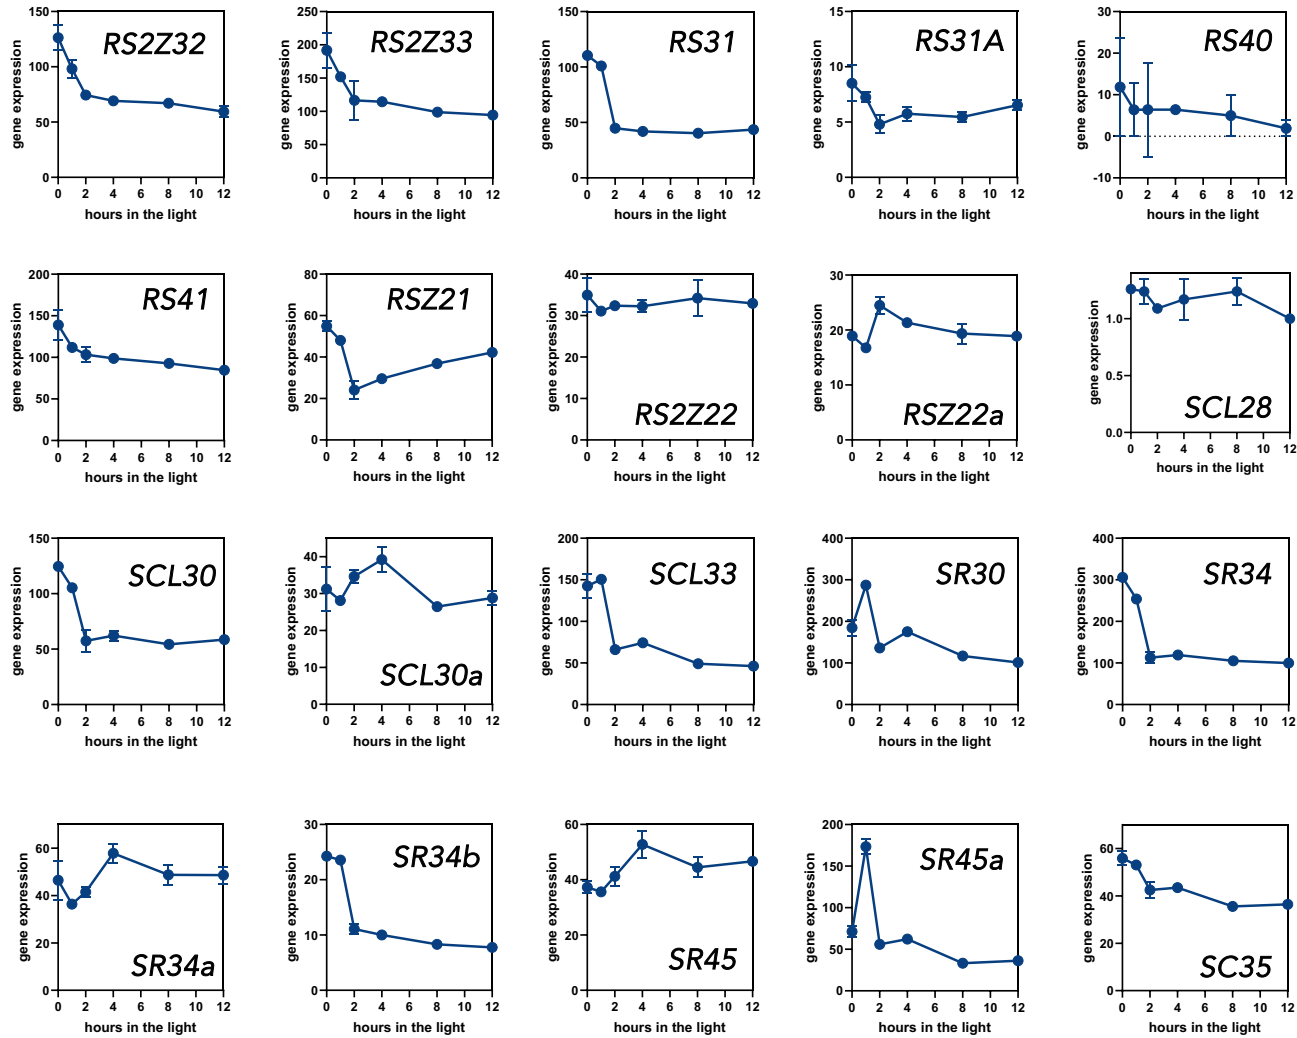 150
100
50
0
gene expression
RS2Z32
0 2 4 6 8 10 12
hours in the light
250
200
150
100
50
0
gene expression
RS2Z33
0 2 4 6 8 10 12
hours in the light
150
100
50
0
gene expression
RS31
0 2 4 6 8 10 12
hours in the light
15
10
5
0
gene expression
RS31A
0 2 4 6 8 10 12
hours in the light
30
20
10
0
-10
gene expression
RS40
0 2 4 6 8 10 12
hours in the light
200
150
100
50
0
gene expression
RS41
0 2 4 6 8 10 12
hours in the light
80
60
40
20
0
gene expression
RSZ21
0 2 4 6 8 10 12
hours in the light
40
30
20
10
0
gene expression
RS2Z22
0 2 4 6 8 10 12
hours in the light
30
20
10
0
gene expression
RSZ22a
0 2 4 6 8 10 12
hours in the light
1.0
0.5
0.0
gene expression
SCL28
0 2 4 6 8 10 12
hours in the light
150
100
50
0
gene expression
SCL30
0 2 4 6 8 10 12
hours in the light
40
30
20
10
0
gene expression
SCL30a
0 2 4 6 8 10 12
hours in the light
200
150
100
50
0
gene expression
SCL33
0 2 4 6 8 10 12
hours in the light
400
300
200
100
0
gene expression
SR30
0 2 4 6 8 10 12
hours in the light
400
300
200
100
0
gene expression
SR34
0 2 4 6 8 10 12
hours in the light
60
40
20
0
gene expression
SR34a
0 2 4 6 8 10 12
hours in the light
30
20
10
0
gene expression
SR34b
0 2 4 6 8 10 12
hours in the light
60
40
20
0
gene expression
SR45
0 2 4 6 8 10 12
hours in the light
200
150
100
50
0
gene expression
SR45a
0 2 4 6 8 10 12
hours in the light
60
40
20
0
gene expression
SC35
0 2 4 6 8 10 12
hours in the light